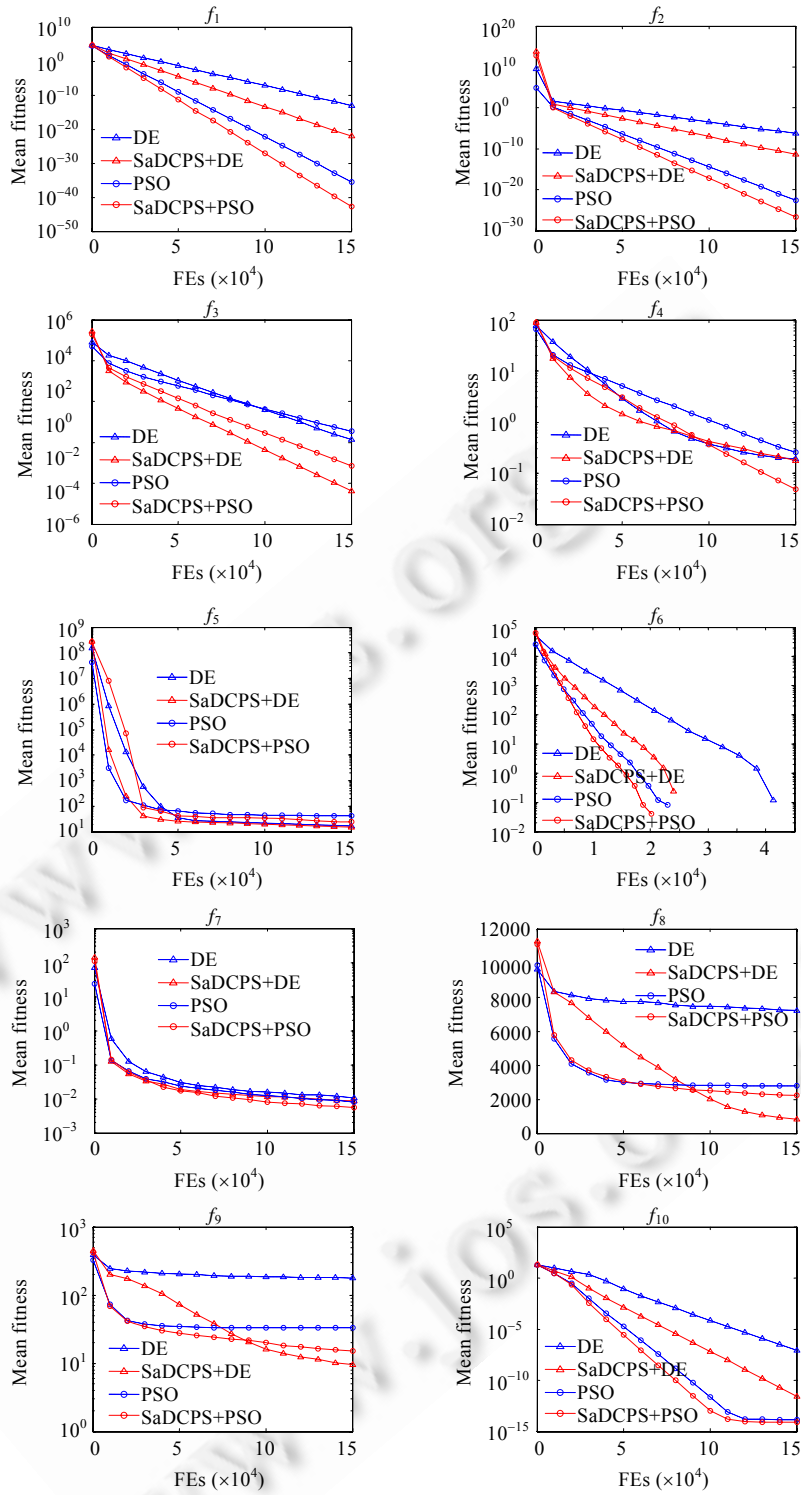 f1
Mean fitness
10^10
10^0
10^-10
10^-20
10^-30
10^-40
10^-50
DE
SaDCPS+DE
PSO
SaDCPS+PSO
0 5 10 15
FEs (×10^4)
f2
Mean fitness
10^20
10^10
10^0
10^-10
10^-20
10^-30
DE
SaDCPS+DE
PSO
SaDCPS+PSO
0 5 10 15
FEs (×10^4)
f3
Mean fitness
10^6
10^4
10^2
10^0
10^-2
10^-4
10^-6
DE
SaDCPS+DE
PSO
SaDCPS+PSO
0 5 10 15
FEs (×10^4)
f4
Mean fitness
10^2
10^1
10^0
10^-1
10^-2
DE
SaDCPS+DE
PSO
SaDCPS+PSO
0 5 10 15
FEs (×10^4)
f5
Mean fitness
10^9
10^8
10^7
10^6
10^5
10^4
10^3
10^2
10^1
DE
SaDCPS+DE
PSO
SaDCPS+PSO
0 5 10 15
FEs (×10^4)
f6
Mean fitness
10^5
10^4
10^3
10^2
10^1
10^0
10^-1
10^-2
DE
SaDCPS+DE
PSO
SaDCPS+PSO
0 1 2 3 4
FEs (×10^4)
f7
Mean fitness
10^3
10^2
10^1
10^0
10^-1
10^-2
10^-3
DE
SaDCPS+DE
PSO
SaDCPS+PSO
0 5 10 15
FEs (×10^4)
f8
Mean fitness
12000
10000
8000
6000
4000
2000
0
DE
SaDCPS+DE
PSO
SaDCPS+PSO
0 5 10 15
FEs (×10^4)
f9
Mean fitness
10^3
10^2
10^1
10^0
DE
SaDCPS+DE
PSO
SaDCPS+PSO
0 5 10 15
FEs (×10^4)
f10
Mean fitness
10^5
10^0
10^-5
10^-10
10^-15
DE
SaDCPS+DE
PSO
SaDCPS+PSO
0 5 10 15
FEs (×10^4)